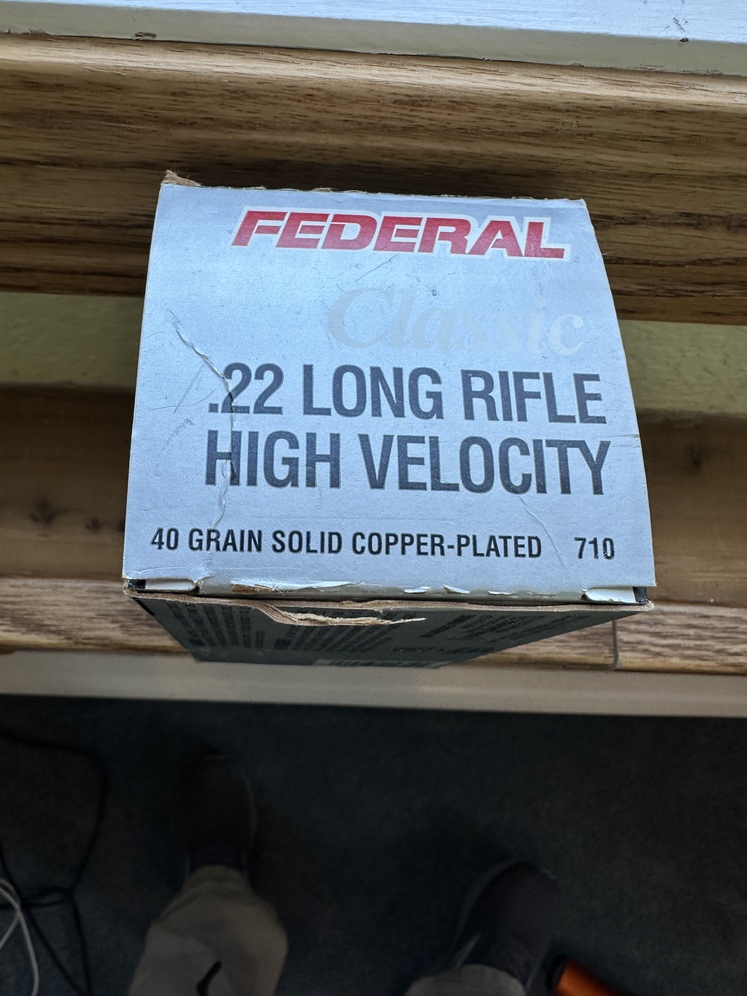 FEDERAL
Classic
.22 LONG RIFLE
HIGH VELOCITY
40 GRAIN SOLID COPPER-PLATED 710